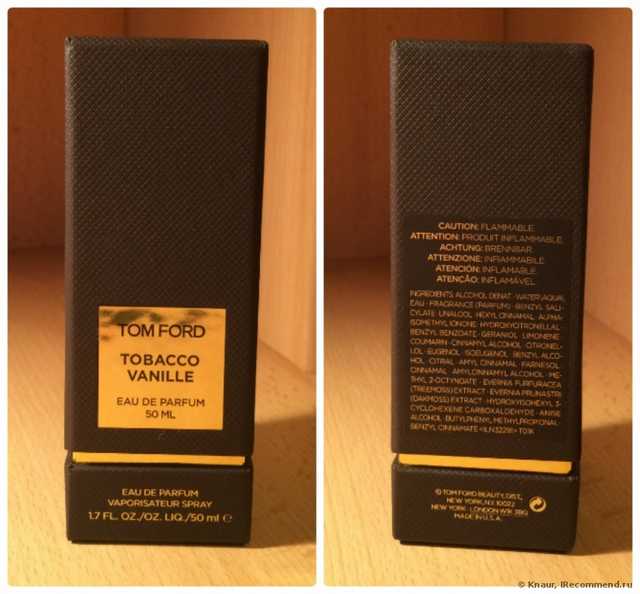 TOM FORD
TOBACCO
VANILLE
EAU DE PARFUM
50 ML
EAU DE PARFUM
VAPORISATEUR SPRAY
1.7 FL. OZ./OZ. LIQ./50 ml ℮
CAUTION: FLAMMABLE.
ATTENTION: PRODUIT INFLAMMABLE.
ACHTUNG: BRENNBAR.
ATTENZIONE: INFIAMMABILE.
ATENCIÓN: INFLAMABLE.
ATENCÃO: INFLAMÁVEL.
INGREDIENTS: ALCOHOL DENAT • WATER\AQUA\
EAU • FRAGRANCE (PARFUM) • BENZYL SALI-
CYLATE • LINALOOL • HEXYL CINNAMAL • ALPHA-
ISOMETHYL IONONE • HYDROXYCITRONELLAL •
BENZYL BENZOATE • GERANIOL • LIMONENE •
COUMARIN • CINNAMYL ALCOHOL • CITRONEL-
LOL • EUGENOL • ISOEUGENOL • BENZYL ALCO-
HOL • CITRAL • AMYL CINNAMAL • FARNESOL •
CINNAMAL • AMYLCINNAMYL ALCOHOL • ME-
THYL 2-OCTYNOATE • EVERNIA FURFURACEA
(TREEMOSS) EXTRACT • EVERNIA PRUNASTRI
(OAKMOSS) EXTRACT • HYDROXYISOHEXYL 3-
CYCLOHEXENE CARBOXALDEHYDE • ANISE
ALCOHOL • BUTYLPHENYL METHYLPROPIONAL •
BENZYL CINNAMATE <ILN32291> T01K
© TOM FORD BEAUTY, DIST.,
NEW YORK, N.Y. 10022
NEW YORK • LONDON W1K 3BQ
MADE IN U.S.A.
© Knaur, IRecommend.ru